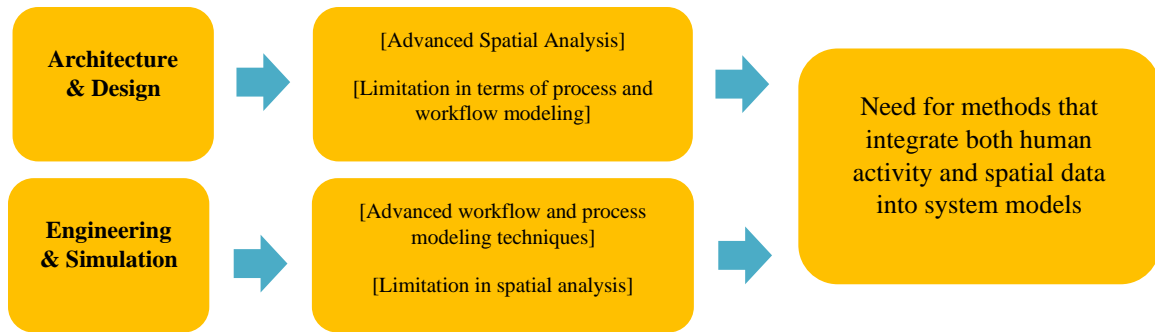 Architecture
& Design
[Advanced Spatial Analysis]
[Limitation in terms of process and
workflow modeling]
Engineering
& Simulation
[Advanced workflow and process
modeling techniques]
[Limitation in spatial analysis]
Need for methods that
integrate both human
activity and spatial data
into system models